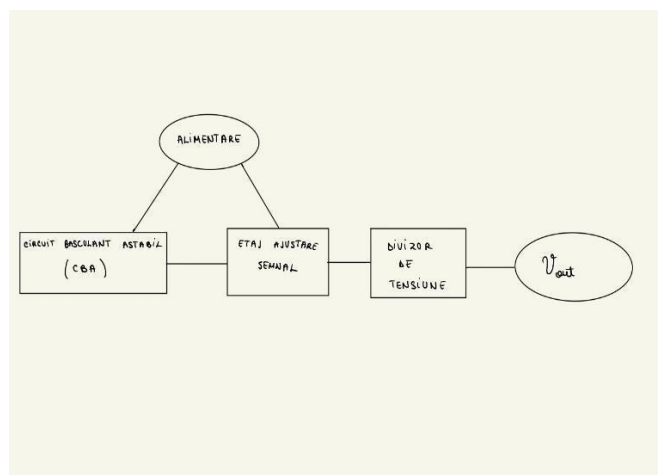 ALIMENTARE
CIRCUIT BASCULANT ASTABIL
(CBA)
ETAJ AJUSTARE
SEMNAL
DIVIZOR
DE
TENSIUNE
Vout